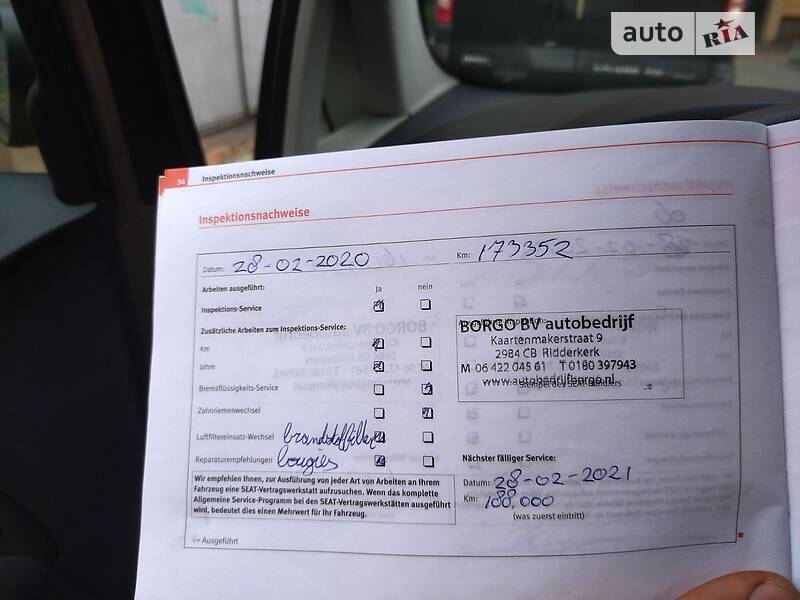 auto RIA
94 Inspektionsnachweise
Inspektionsnachweise
Datum: 28-02-2020 Km: 173352
Arbeiten ausgeführt: Ja nein
Inspektions-Service
Zusätzliche Arbeiten zum Inspektions-Service:
Km
Jahre
Bremsflüssigkeits-Service
Zahnriemenwechsel
Luftfiltereinsatz-Wechsel brandstoffilter
Reparaturempfehlungen bougies
BORGO BV autobedrijf
Kaartenmakerstraat 9
2984 CB Ridderkerk
M 06 422 045 61 T 0180 397943
www.autobedrijfborgo.nl
Stempel des SEAT-Händlers
Wir empfehlen Ihnen, zur Ausführung von jeder Art von Arbeiten an Ihrem
Fahrzeug eine SEAT-Vertragswerkstatt aufzusuchen. Wenn das komplette
Allgemeine Service-Programm bei den SEAT-Vertragswerkstätten ausgeführt
wird, bedeutet dies einen Mehrwert für Ihr Fahrzeug.
Nächster fälliger Service:
Datum: 28-02-2021
Km: 188.000
(was zuerst eintritt)
√= Ausgeführt